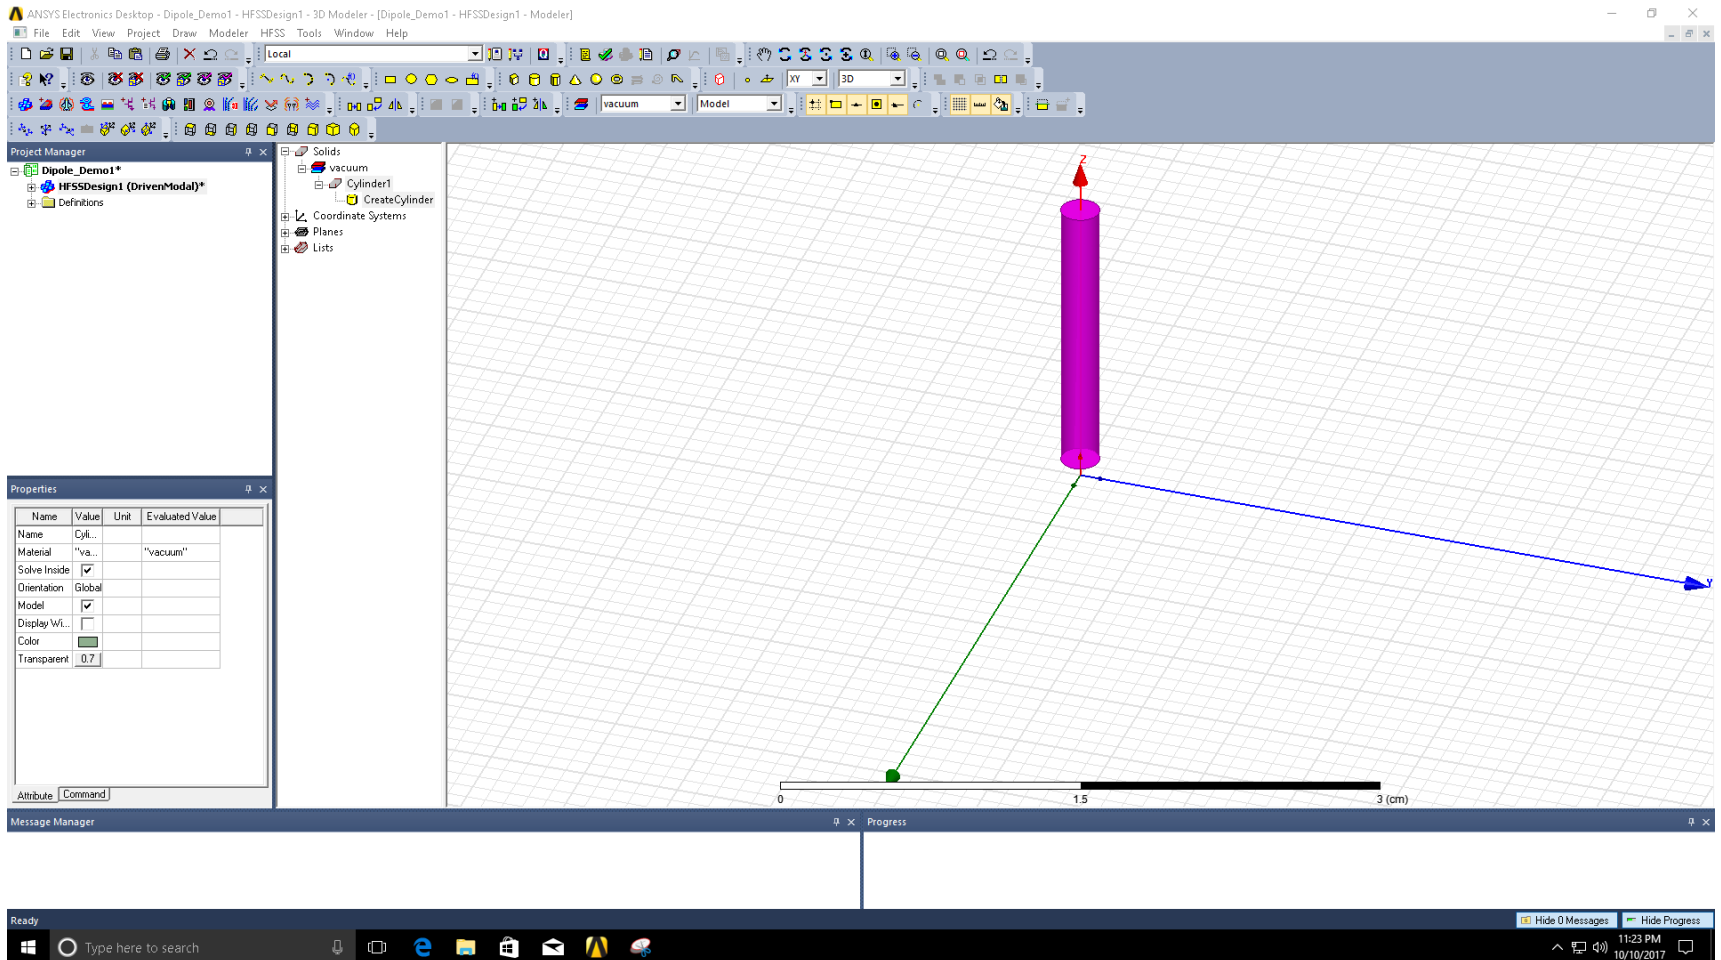 ANSYS Electronics Desktop - Dipole_Demo1 - HFSSDesign1 - 3D Modeler - [Dipole_Demo1 - HFSSDesign1 - Modeler]
File Edit View Project Draw Modeler HFSS Tools Window Help
Local
XY 3D
vacuum Model
Project Manager
Dipole_Demo1*
HFSSDesign1 (DrivenModal)*
Definitions
Solids
vacuum
Cylinder1
CreateCylinder
Coordinate Systems
Planes
Lists
Z
Y
0 1.5 3 (cm)
Properties
Name Value Unit Evaluated Value
Name Cyli...
Material "va... "vacuum"
Solve Inside
Orientation Global
Model
Display Wi...
Color
Transparent 0.7
Attribute Command
Message Manager
Progress
Ready
Hide 0 Messages Hide Progress
Type here to search
11:23 PM
10/10/2017